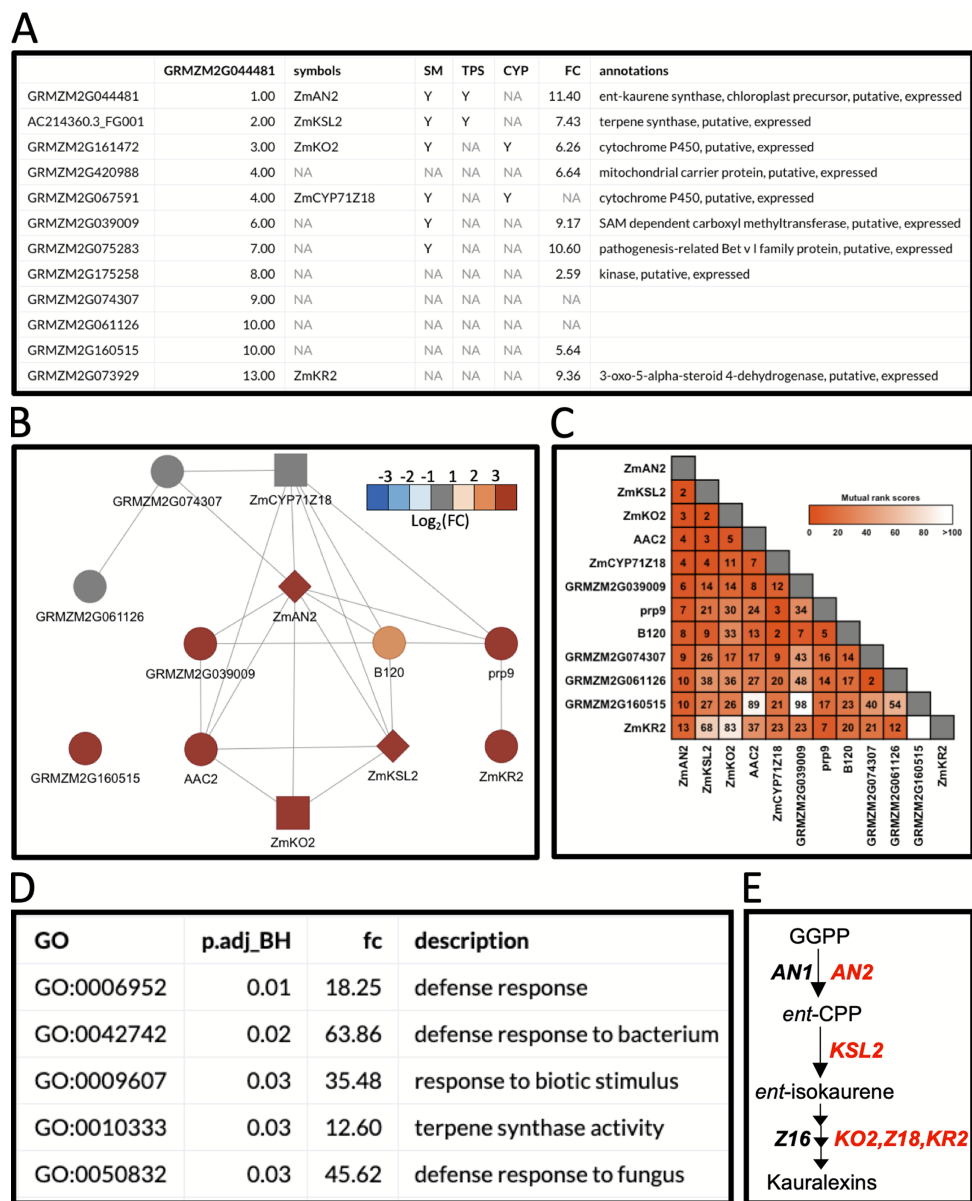 A
GRMZM2G044481 symbols SM TPS CYP FC annotations
GRMZM2G044481 1.00 ZmAN2 Y Y NA 11.40 ent-kaurene synthase, chloroplast precursor, putative, expressed
AC214360.3_FG001 2.00 ZmKSL2 Y Y NA 7.43 terpene synthase, putative, expressed
GRMZM2G161472 3.00 ZmKO2 Y NA Y 6.26 cytochrome P450, putative, expressed
GRMZM2G420988 4.00 NA NA NA NA 6.64 mitochondrial carrier protein, putative, expressed
GRMZM2G067591 4.00 ZmCYP71Z18 Y NA Y NA cytochrome P450, putative, expressed
GRMZM2G039009 6.00 NA Y NA NA 9.17 SAM dependent carboxyl methyltransferase, putative, expressed
GRMZM2G075283 7.00 NA Y NA NA 10.60 pathogenesis-related Bet v I family protein, putative, expressed
GRMZM2G175258 8.00 NA NA NA NA 2.59 kinase, putative, expressed
GRMZM2G074307 9.00 NA NA NA NA NA
GRMZM2G061126 10.00 NA NA NA NA NA
GRMZM2G160515 10.00 NA NA NA NA 5.64
GRMZM2G073929 13.00 ZmKR2 NA NA NA 9.36 3-oxo-5-alpha-steroid 4-dehydrogenase, putative, expressed
B
-3 -2 -1 1 2 3
Log2(FC)
GRMZM2G074307
ZmCYP71Z18
GRMZM2G061126
ZmAN2
GRMZM2G039009
B120
prp9
GRMZM2G160515
AAC2
ZmKSL2
ZmKR2
ZmKO2
C
Mutual rank scores
0 20 40 60 80 >100
ZmAN2
ZmKSL2 2
ZmKO2 3 2
AAC2 4 3 5
ZmCYP71Z18 4 4 11 7
GRMZM2G039009 6 14 14 8 12
prp9 7 21 30 24 3 34
B120 8 9 33 13 2 7 5
GRMZM2G074307 9 26 17 17 9 43 16 14
GRMZM2G061126 10 38 36 27 20 48 14 17 2
GRMZM2G160515 10 27 26 89 21 98 17 23 40 54
ZmKR2 13 68 83 37 23 23 7 20 21 12
ZmAN2 ZmKSL2 ZmKO2 AAC2 ZmCYP71Z18 GRMZM2G039009 prp9 B120 GRMZM2G074307 GRMZM2G061126 GRMZM2G160515 ZmKR2
D
GO p.adj_BH fc description
GO:0006952 0.01 18.25 defense response
GO:0042742 0.02 63.86 defense response to bacterium
GO:0009607 0.03 35.48 response to biotic stimulus
GO:0010333 0.03 12.60 terpene synthase activity
GO:0050832 0.03 45.62 defense response to fungus
E
GGPP
AN1 AN2
ent-CPP
KSL2
ent-isokaurene
Z16 KO2,Z18,KR2
Kauralexins